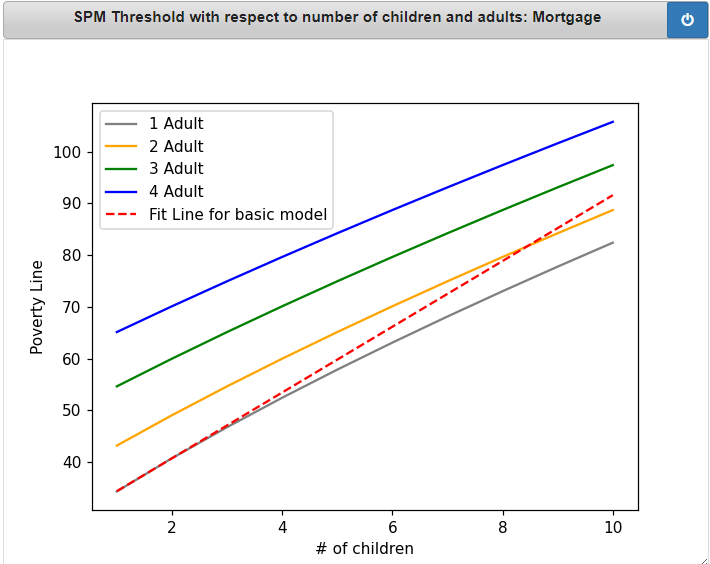 SPM Threshold with respect to number of children and adults: Mortgage
1 Adult
2 Adult
3 Adult
4 Adult
Fit Line for basic model
Poverty Line
100
90
80
70
60
50
40
2 4 6 8 10
# of children